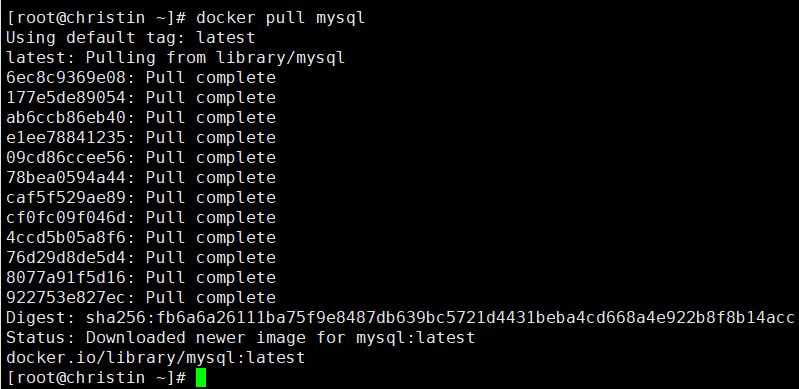 [root@christin ~]# docker pull mysql
Using default tag: latest
latest: Pulling from library/mysql
6ec8c9369e08: Pull complete
177e5de89054: Pull complete
ab6ccb86eb40: Pull complete
e1ee78841235: Pull complete
09cd86ccee56: Pull complete
78bea0594a44: Pull complete
caf5f529ae89: Pull complete
cf0fc09f046d: Pull complete
4ccd5b05a8f6: Pull complete
76d29d8de5d4: Pull complete
8077a91f5d16: Pull complete
922753e827ec: Pull complete
Digest: sha256:fb6a6a26111ba75f9e8487db639bc5721d4431beba4cd668a4e922b8f8b14acc
Status: Downloaded newer image for mysql:latest
docker.io/library/mysql:latest
[root@christin ~]#